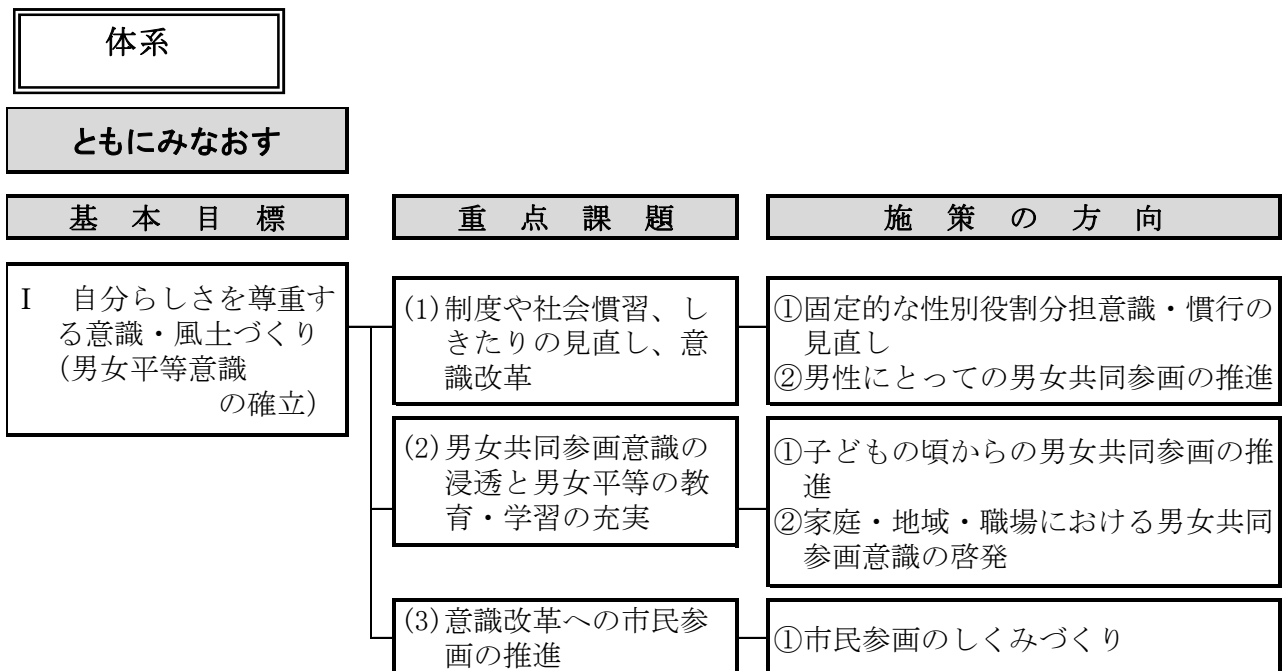 体系
ともにみなおす
基 本 目 標
重 点 課 題
施 策 の 方 向
Ⅰ 自分らしさを尊重す
る意識・風土づくり
(男女平等意識
の確立)
(1)制度や社会慣習、し
きたりの見直し、意
識改革
①固定的な性別役割分担意識・慣行の
見直し
②男性にとっての男女共同参画の推進
(2)男女共同参画意識の
浸透と男女平等の教
育・学習の充実
①子どもの頃からの男女共同参画の推
進
②家庭・地域・職場における男女共同
参画意識の啓発
(3)意識改革への市民参
画の推進
①市民参画のしくみづくり